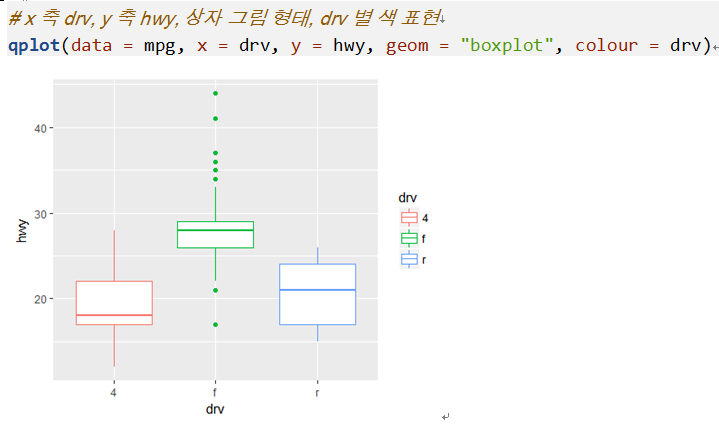 # x 축 drv, y 축 hwy, 상자 그림 형태, drv 별 색 표현
qplot(data = mpg, x = drv, y = hwy, geom = "boxplot", colour = drv)
40
30
20
hwy
4
f
r
drv
drv
4
f
r